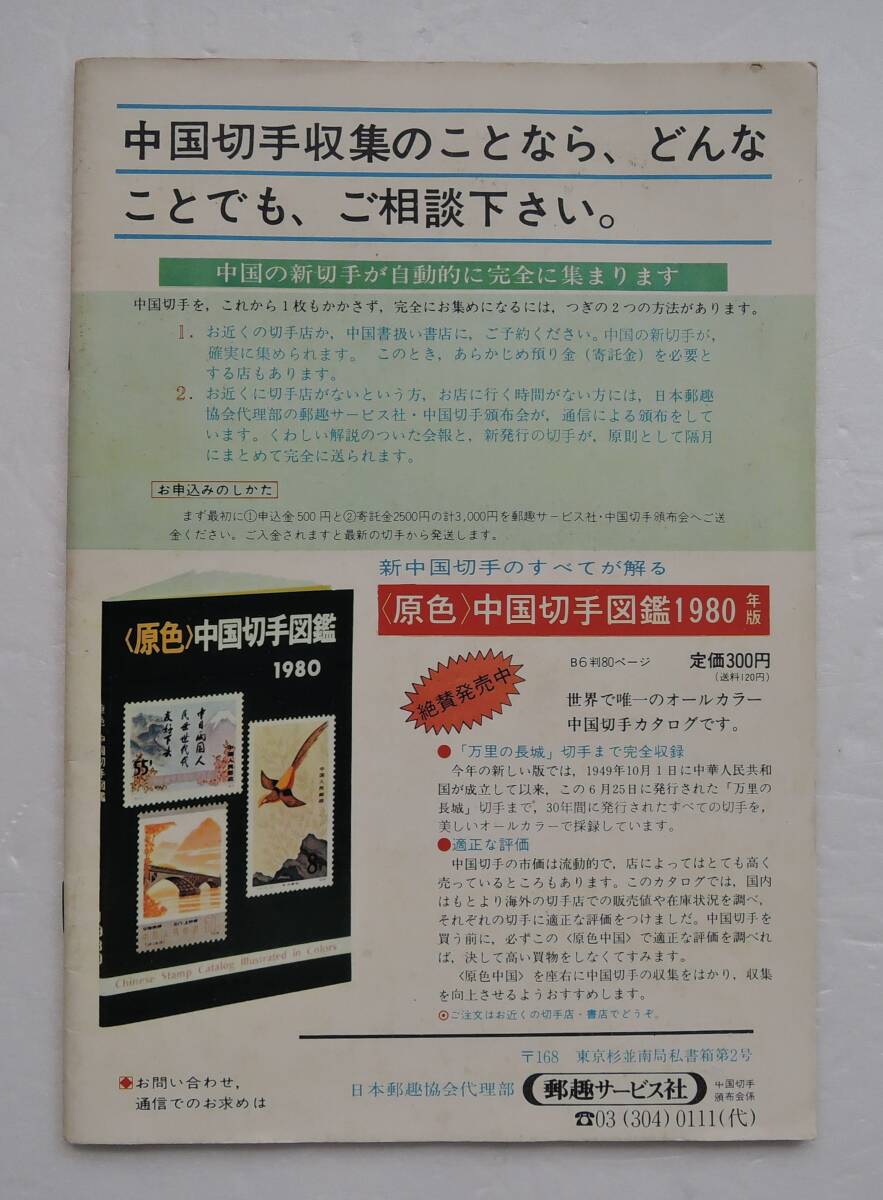 中国切手収集のことなら、どんな
ことでも、ご相談下さい。
中国の新切手が自動的に完全に集まります
中国切手を，これから1枚もかかさず，完全にお集めになるには，つぎの2つの方法があります。
1．お近くの切手店か，中国書扱い書店に，ご予約ください。中国の新切手が，
確実に集められます。 このとき，あらかじめ預り金（寄託金）を必要と
する店もあります。
2．お近くに切手店がないという方，お店に行く時間がない方には，日本郵趣
協会代理部の郵趣サービス社・中国切手頒布会が，通信による頒布をして
います。くわしい解説のついた会報と，新発行の切手が，原則として隔月
にまとめて完全に送られます。
お申込みのしかた
まず最初に①申込金500円と②寄託金2500円の計3,000円を郵趣サービス社・中国切手頒布会へご送
金ください。ご入金されますと最新の切手から発送します。
新中国切手のすべてが解る
〈原色〉中国切手図鑑1980年版
B6判80ページ 定価300円
（送料120円）
絶賛発売中
世界で唯一のオールカラー
中国切手カタログです。
●「万里の長城」切手まで完全収録
今年の新しい版では，1949年10月1日に中華人民共和
国が成立して以来，この6月25日に発行された「万里の
長城」切手まで，30年間に発行されたすべての切手を，
美しいオールカラーで採録しています。
●適正な評価
中国切手の市価は流動的で，店によってはとても高く
売っているところもあります。このカタログでは，国内
はもとより海外の切手店での販売値や在庫状況を調べ，
それぞれの切手に適正な評価をつけましだ。中国切手を
買う前に，必ずこの〈原色中国〉で適正な評価を調べれ
ば，決して高い買物をしなくてすみます。
〈原色中国〉を座右に中国切手の収集をはかり，収集
を向上させるようおすすめします。
◎ご注文はお近くの切手店・書店でどうぞ。
〈原色〉中国切手図鑑
1980
中日两国人
民世世代代
友好下去
55
中国人民邮政
8
Chinese Stamp Catalog Illustrated in Colors
〒168 東京杉並南局私書箱第2号
◆お問い合わせ，
通信でのお求めは
日本郵趣協会代理部 郵趣サービス社 中国切手
頒布会係
☎03（304）0111（代）